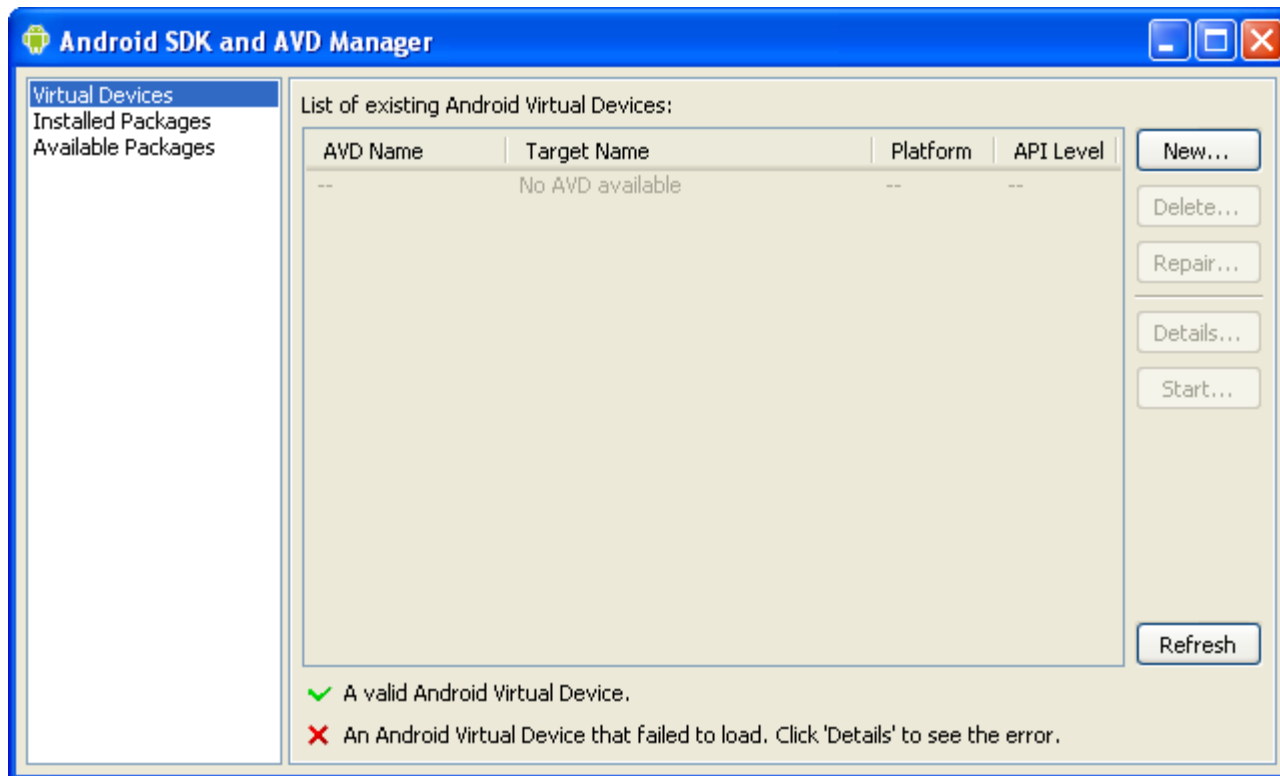 Android SDK and AVD Manager
Virtual Devices
Installed Packages
Available Packages
List of existing Android Virtual Devices:
AVD Name Target Name Platform API Level
-- No AVD available -- --
New...
Delete...
Repair...
Details...
Start...
Refresh
A valid Android Virtual Device.
An Android Virtual Device that failed to load. Click 'Details' to see the error.